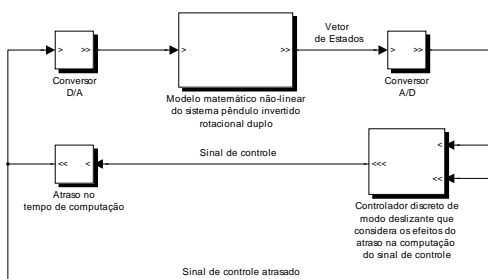 Vetor
de Estados
> >>
> >>
> >>
Conversor
D/A
Modelo matemático não-linear
do sistema pêndulo invertido
rotacional duplo
Conversor
A/D
Sinal de controle
<< <
<<< <
<<
Atraso no
tempo de computação
Controlador discreto de
modo deslizante que
considera os efeitos do
atraso na computação
do sinal de controle
Sinal de controle atrasado